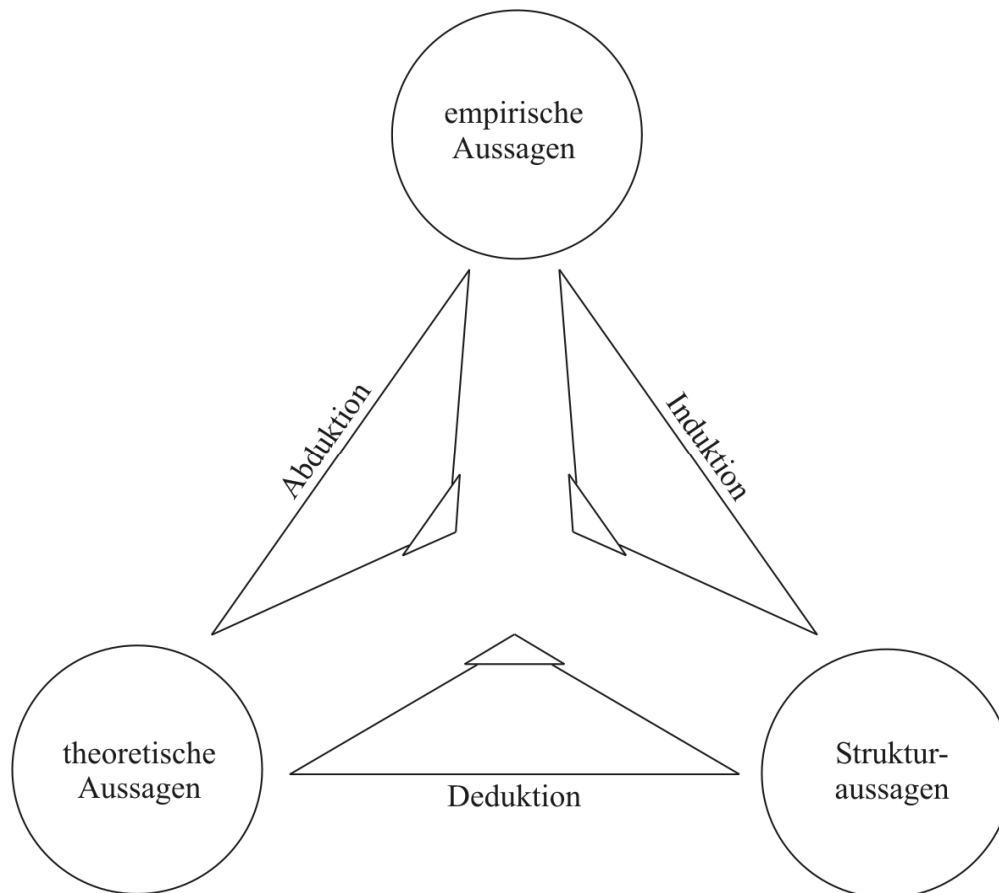 empirische
Aussagen
Abduktion
Induktion
theoretische
Aussagen
Deduktion
Struktur-
aussagen